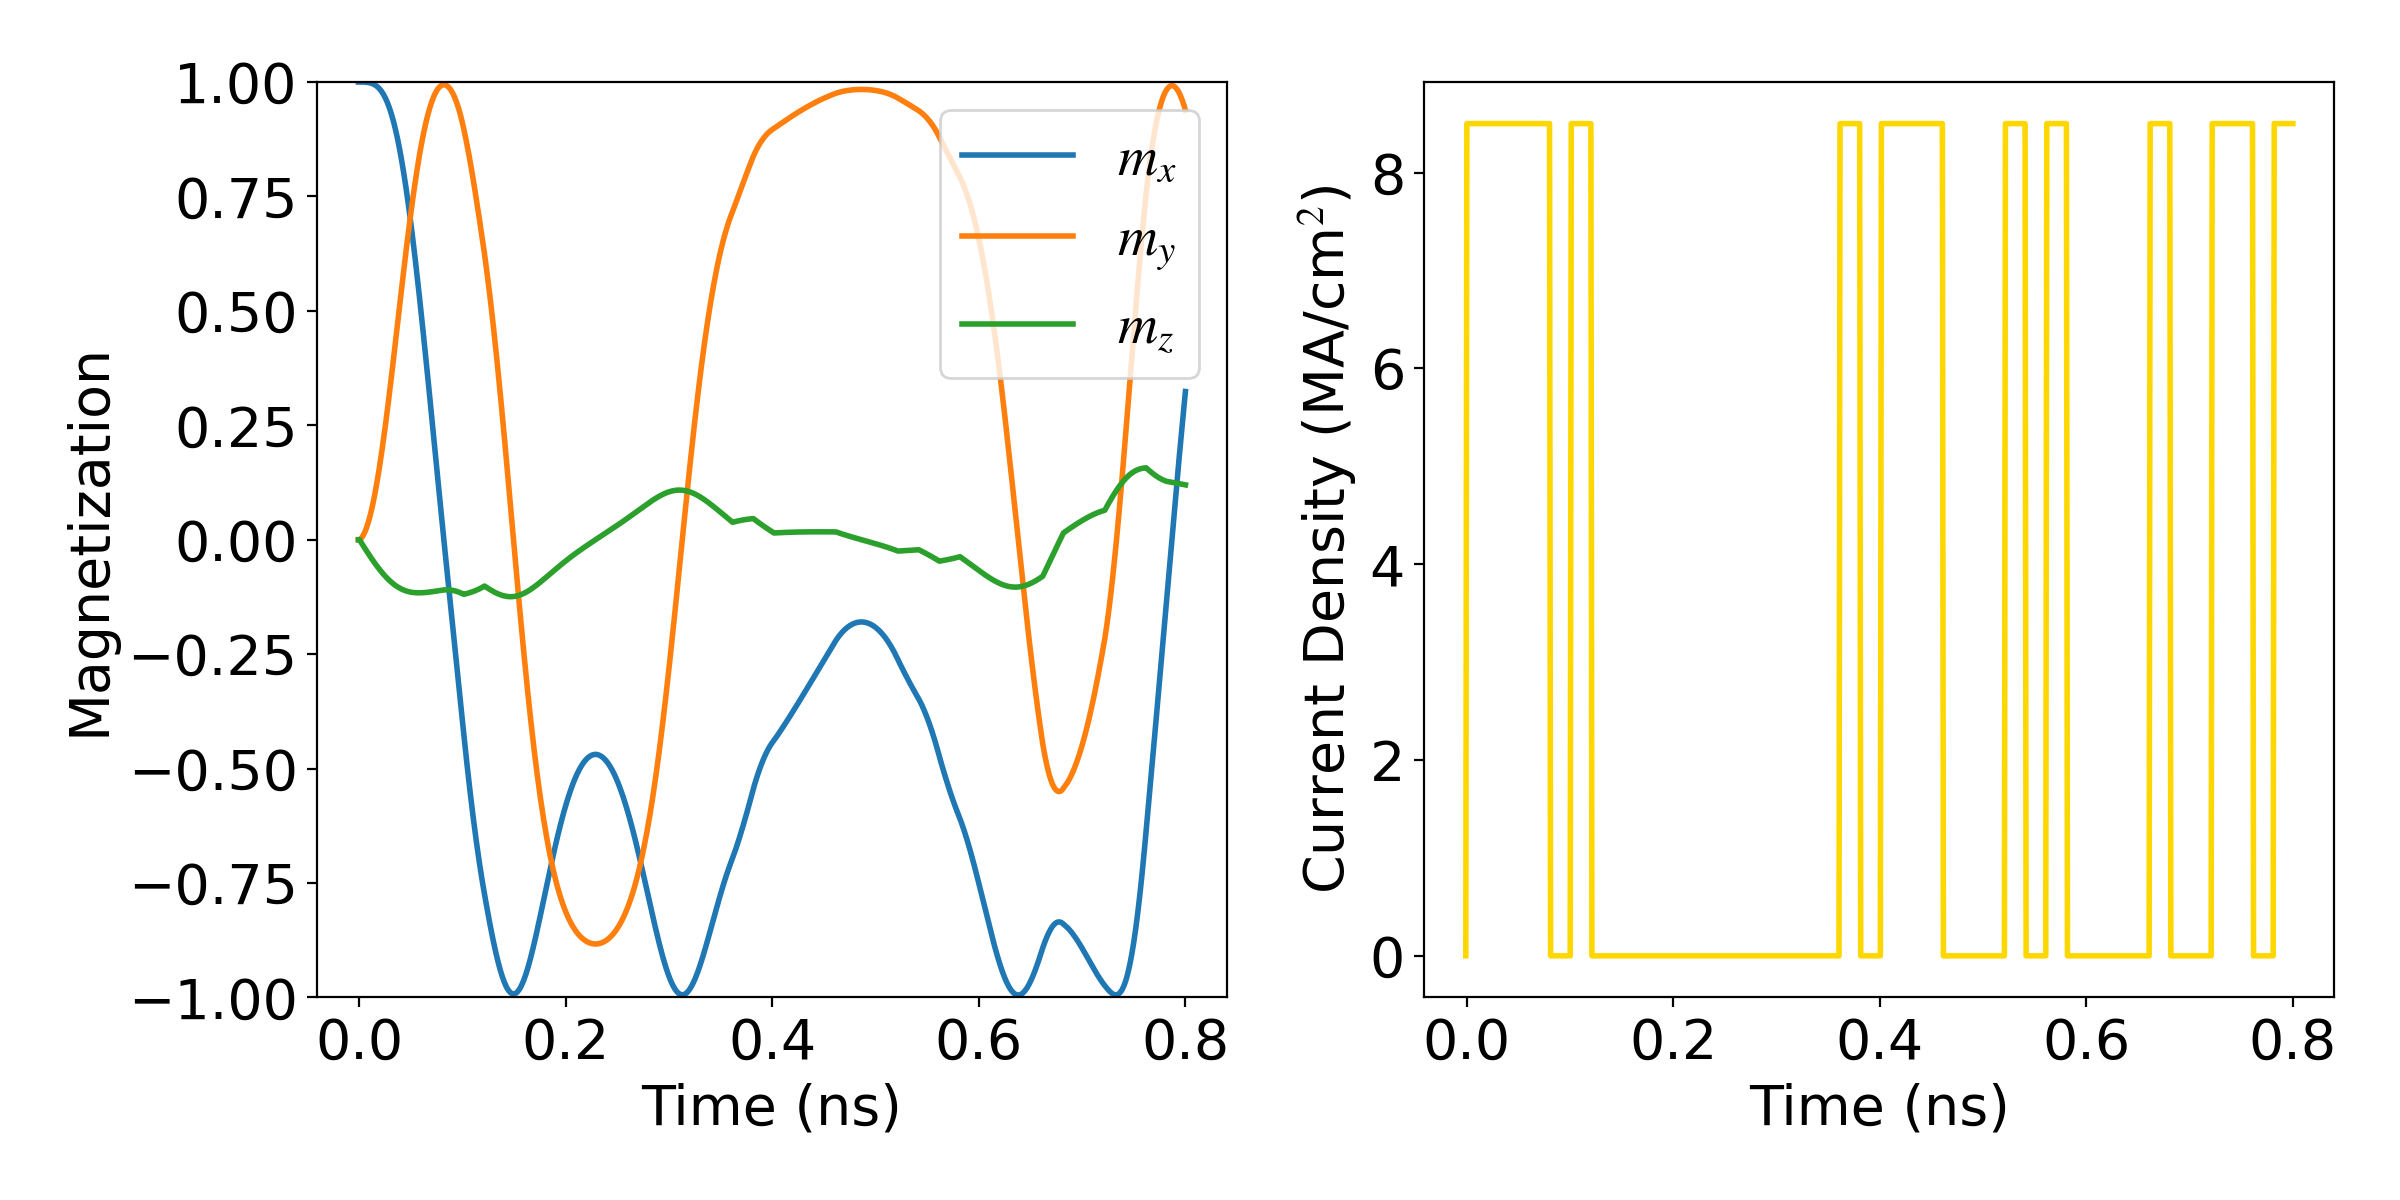 1.00
0.75
0.50
0.25
0.00
−0.25
−0.50
−0.75
−1.00
Magnetization
0.0 0.2 0.4 0.6 0.8
Time (ns)
m_x
m_y
m_z
8
6
4
2
0
Current Density (MA/cm²)
0.0 0.2 0.4 0.6 0.8
Time (ns)